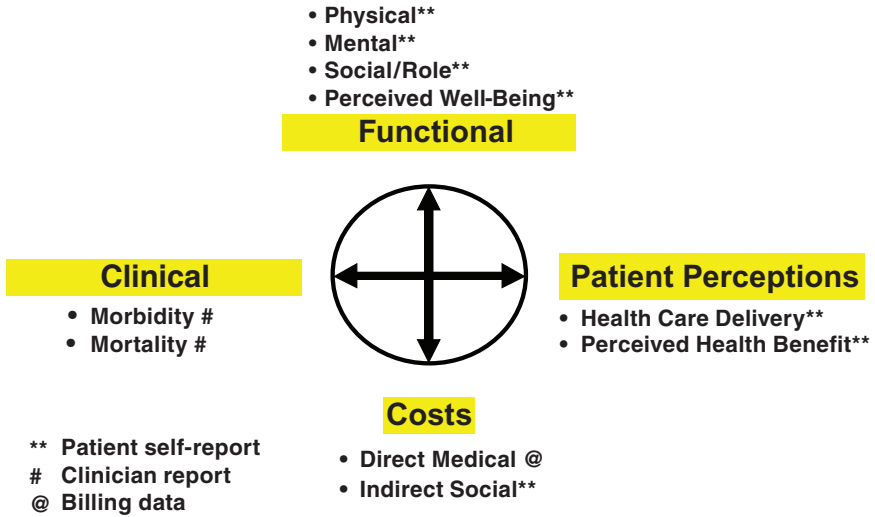 • Physical**
• Mental**
• Social/Role**
• Perceived Well-Being**
Functional
Clinical
• Morbidity #
• Mortality #
Patient Perceptions
• Health Care Delivery**
• Perceived Health Benefit**
Costs
• Direct Medical @
• Indirect Social**
** Patient self-report
# Clinician report
@ Billing data